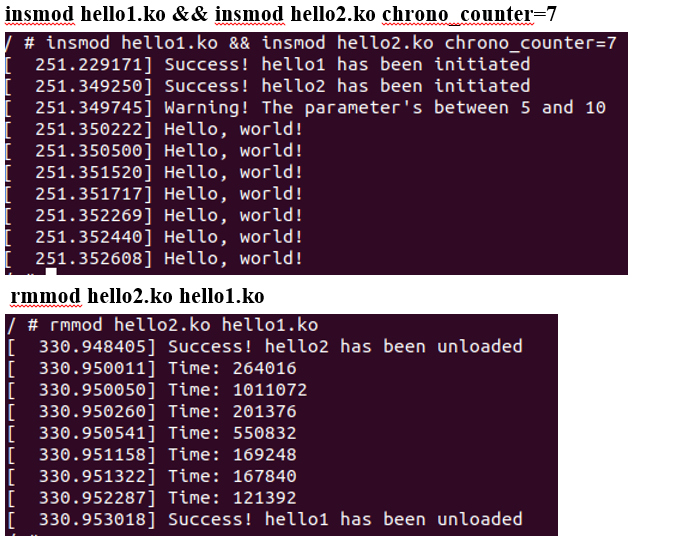 insmod hello1.ko && insmod hello2.ko chrono_counter=7
/ # insmod hello1.ko && insmod hello2.ko chrono_counter=7
[  251.229171] Success! hello1 has been initiated
[  251.349250] Success! hello2 has been initiated
[  251.349745] Warning! The parameter's between 5 and 10
[  251.350222] Hello, world!
[  251.350500] Hello, world!
[  251.351520] Hello, world!
[  251.351717] Hello, world!
[  251.352269] Hello, world!
[  251.352440] Hello, world!
[  251.352608] Hello, world!
rmmod hello2.ko hello1.ko
/ # rmmod hello2.ko hello1.ko
[  330.948405] Success! hello2 has been unloaded
[  330.950011] Time: 264016
[  330.950050] Time: 1011072
[  330.950260] Time: 201376
[  330.950541] Time: 550832
[  330.951158] Time: 169248
[  330.951322] Time: 167840
[  330.952287] Time: 121392
[  330.953018] Success! hello1 has been unloaded